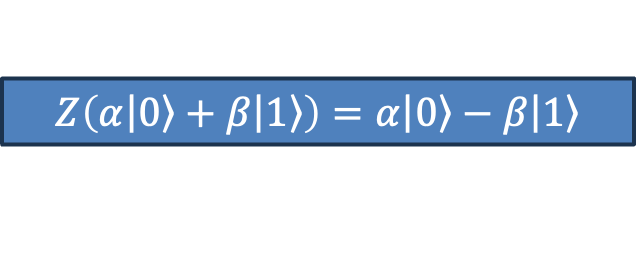 Z(α|0⟩ + β|1⟩) = α|0⟩ − β|1⟩